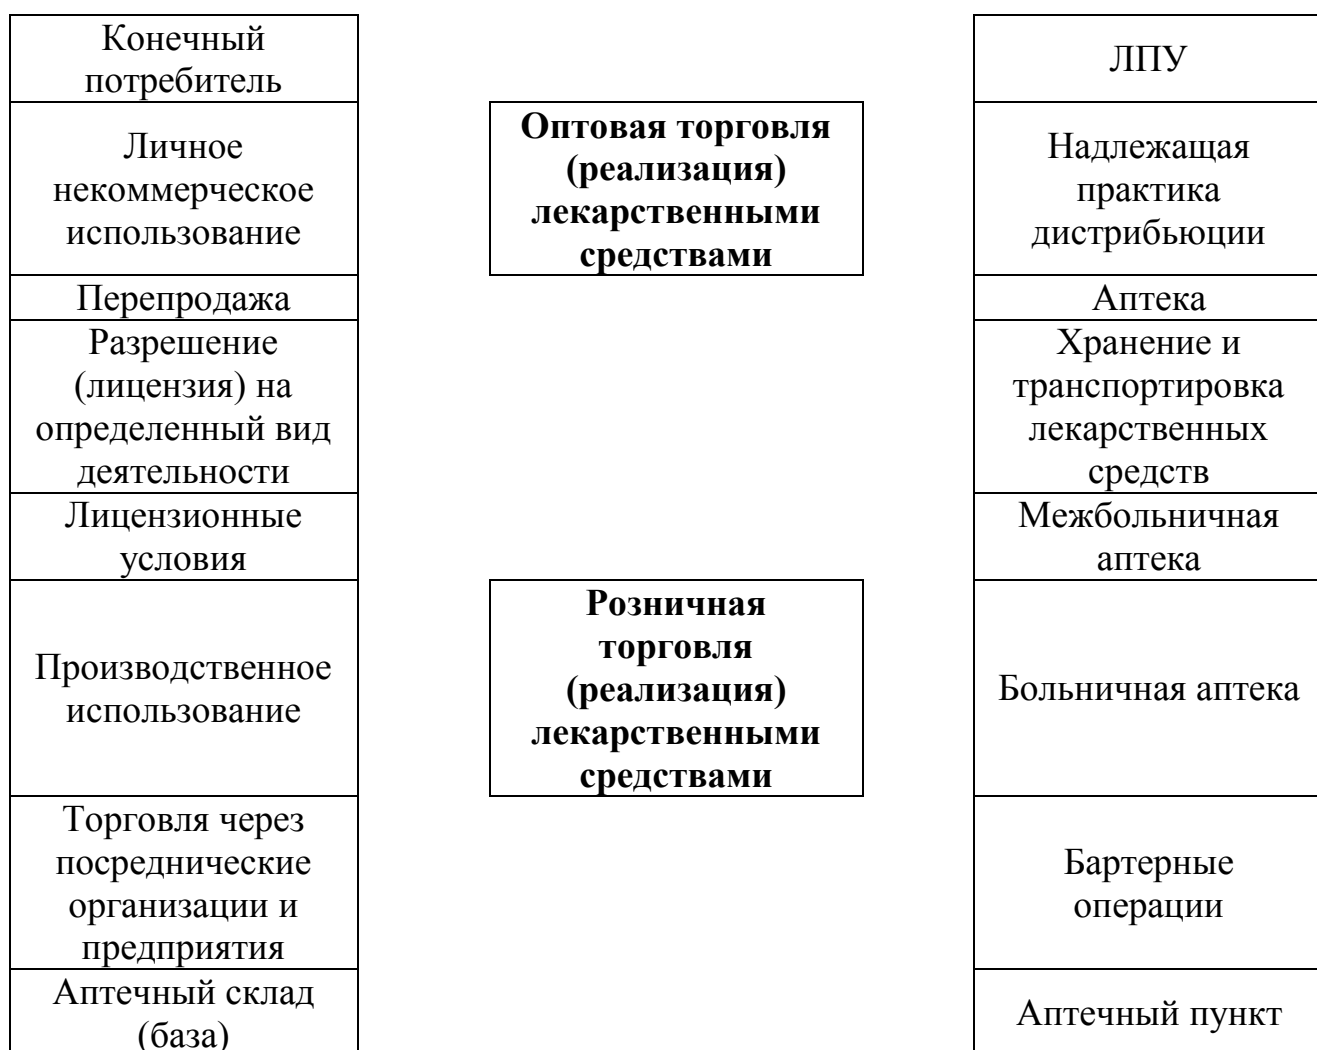 Конечный
потребитель
ЛПУ
Личное
некоммерческое
использование
Оптовая торговля
(реализация)
лекарственными
средствами
Надлежащая
практика
дистрибьюции
Перепродажа
Аптека
Разрешение
(лицензия) на
определенный вид
деятельности
Хранение и
транспортировка
лекарственных
средств
Лицензионные
условия
Межбольничная
аптека
Производственное
использование
Розничная
торговля
(реализация)
лекарственными
средствами
Больничная аптека
Торговля через
посреднические
организации и
предприятия
Бартерные
операции
Аптечный склад
(база)
Аптечный пункт